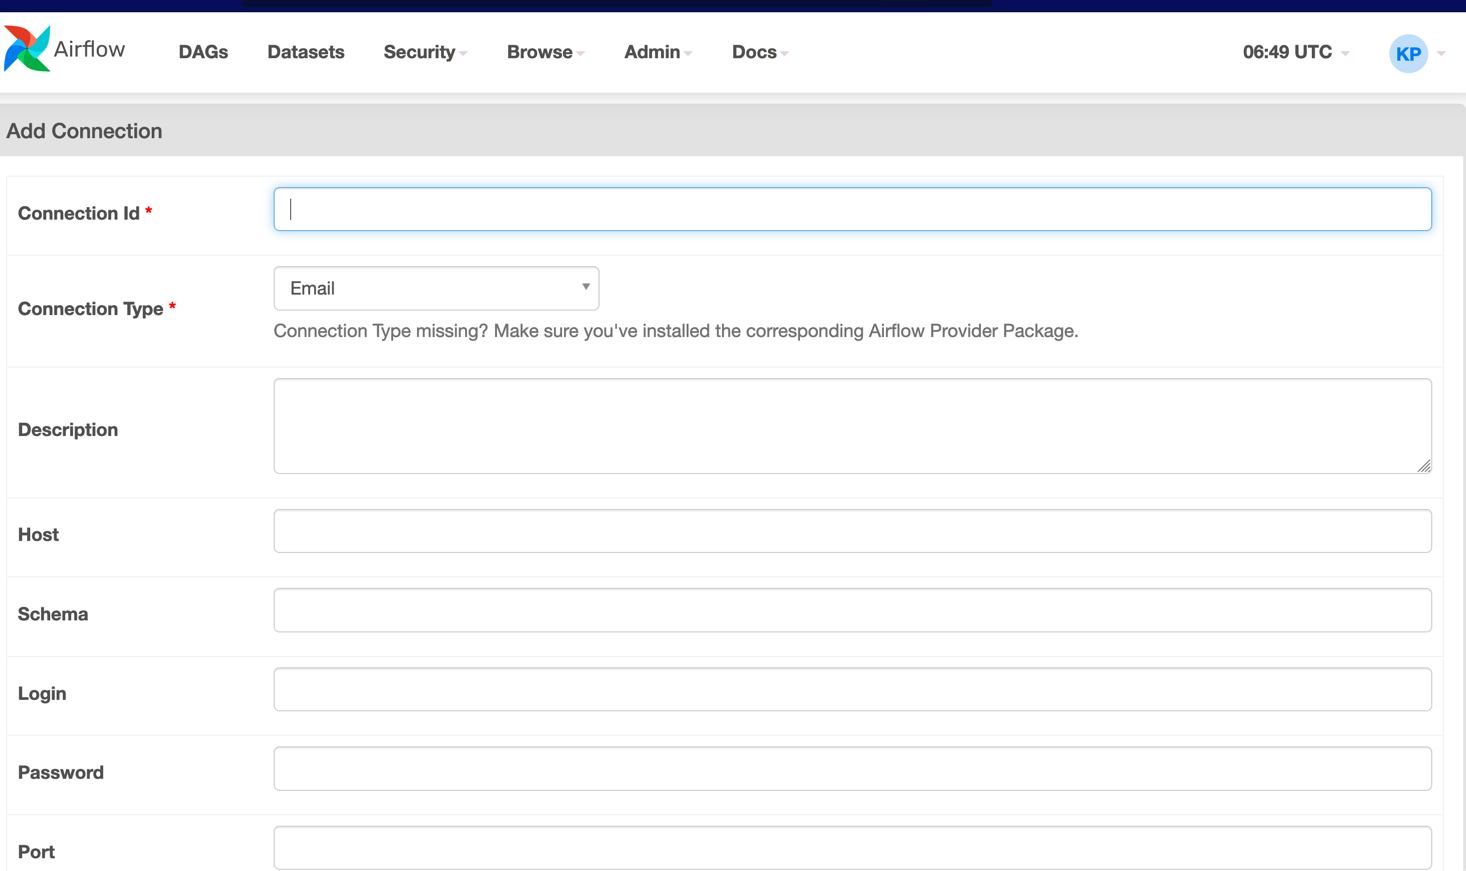 Airflow DAGs Datasets Security Browse Admin Docs 06:49 UTC KP
Add Connection
Connection Id *
Connection Type * Email
Connection Type missing? Make sure you've installed the corresponding Airflow Provider Package.
Description
Host
Schema
Login
Password
Port